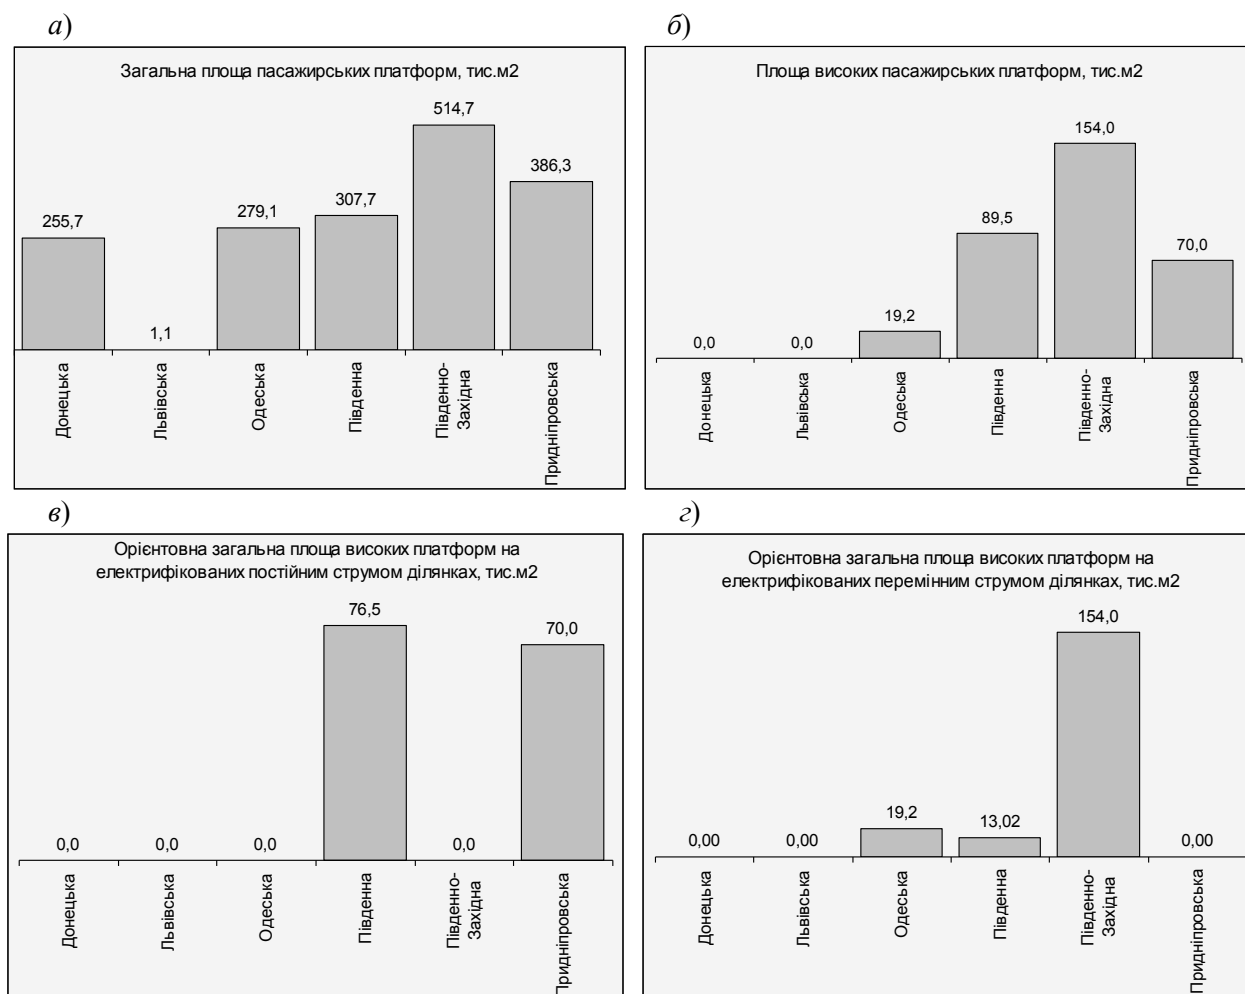 а)
Загальна площа пасажирських платформ, тис.м2
255,7
1,1
279,1
307,7
514,7
386,3
Донецька
Львівська
Одеська
Південна
Південно-
Західна
Придніпровська
б)
Площа високих пасажирських платформ, тис.м2
0,0
0,0
19,2
89,5
154,0
70,0
Донецька
Львівська
Одеська
Південна
Південно-
Західна
Придніпровська
в)
Орієнтовна загальна площа високих платформ на
електрифікованих постійним струмом ділянках, тис.м2
0,0
0,0
0,0
76,5
0,0
70,0
Донецька
Львівська
Одеська
Південна
Південно-
Західна
Придніпровська
г)
Орієнтовна загальна площа високих платформ на
електрифікованих перемінним струмом ділянках, тис.м2
0,00
0,00
19,2
13,02
154,0
0,00
Донецька
Львівська
Одеська
Південна
Південно-
Західна
Придніпровська